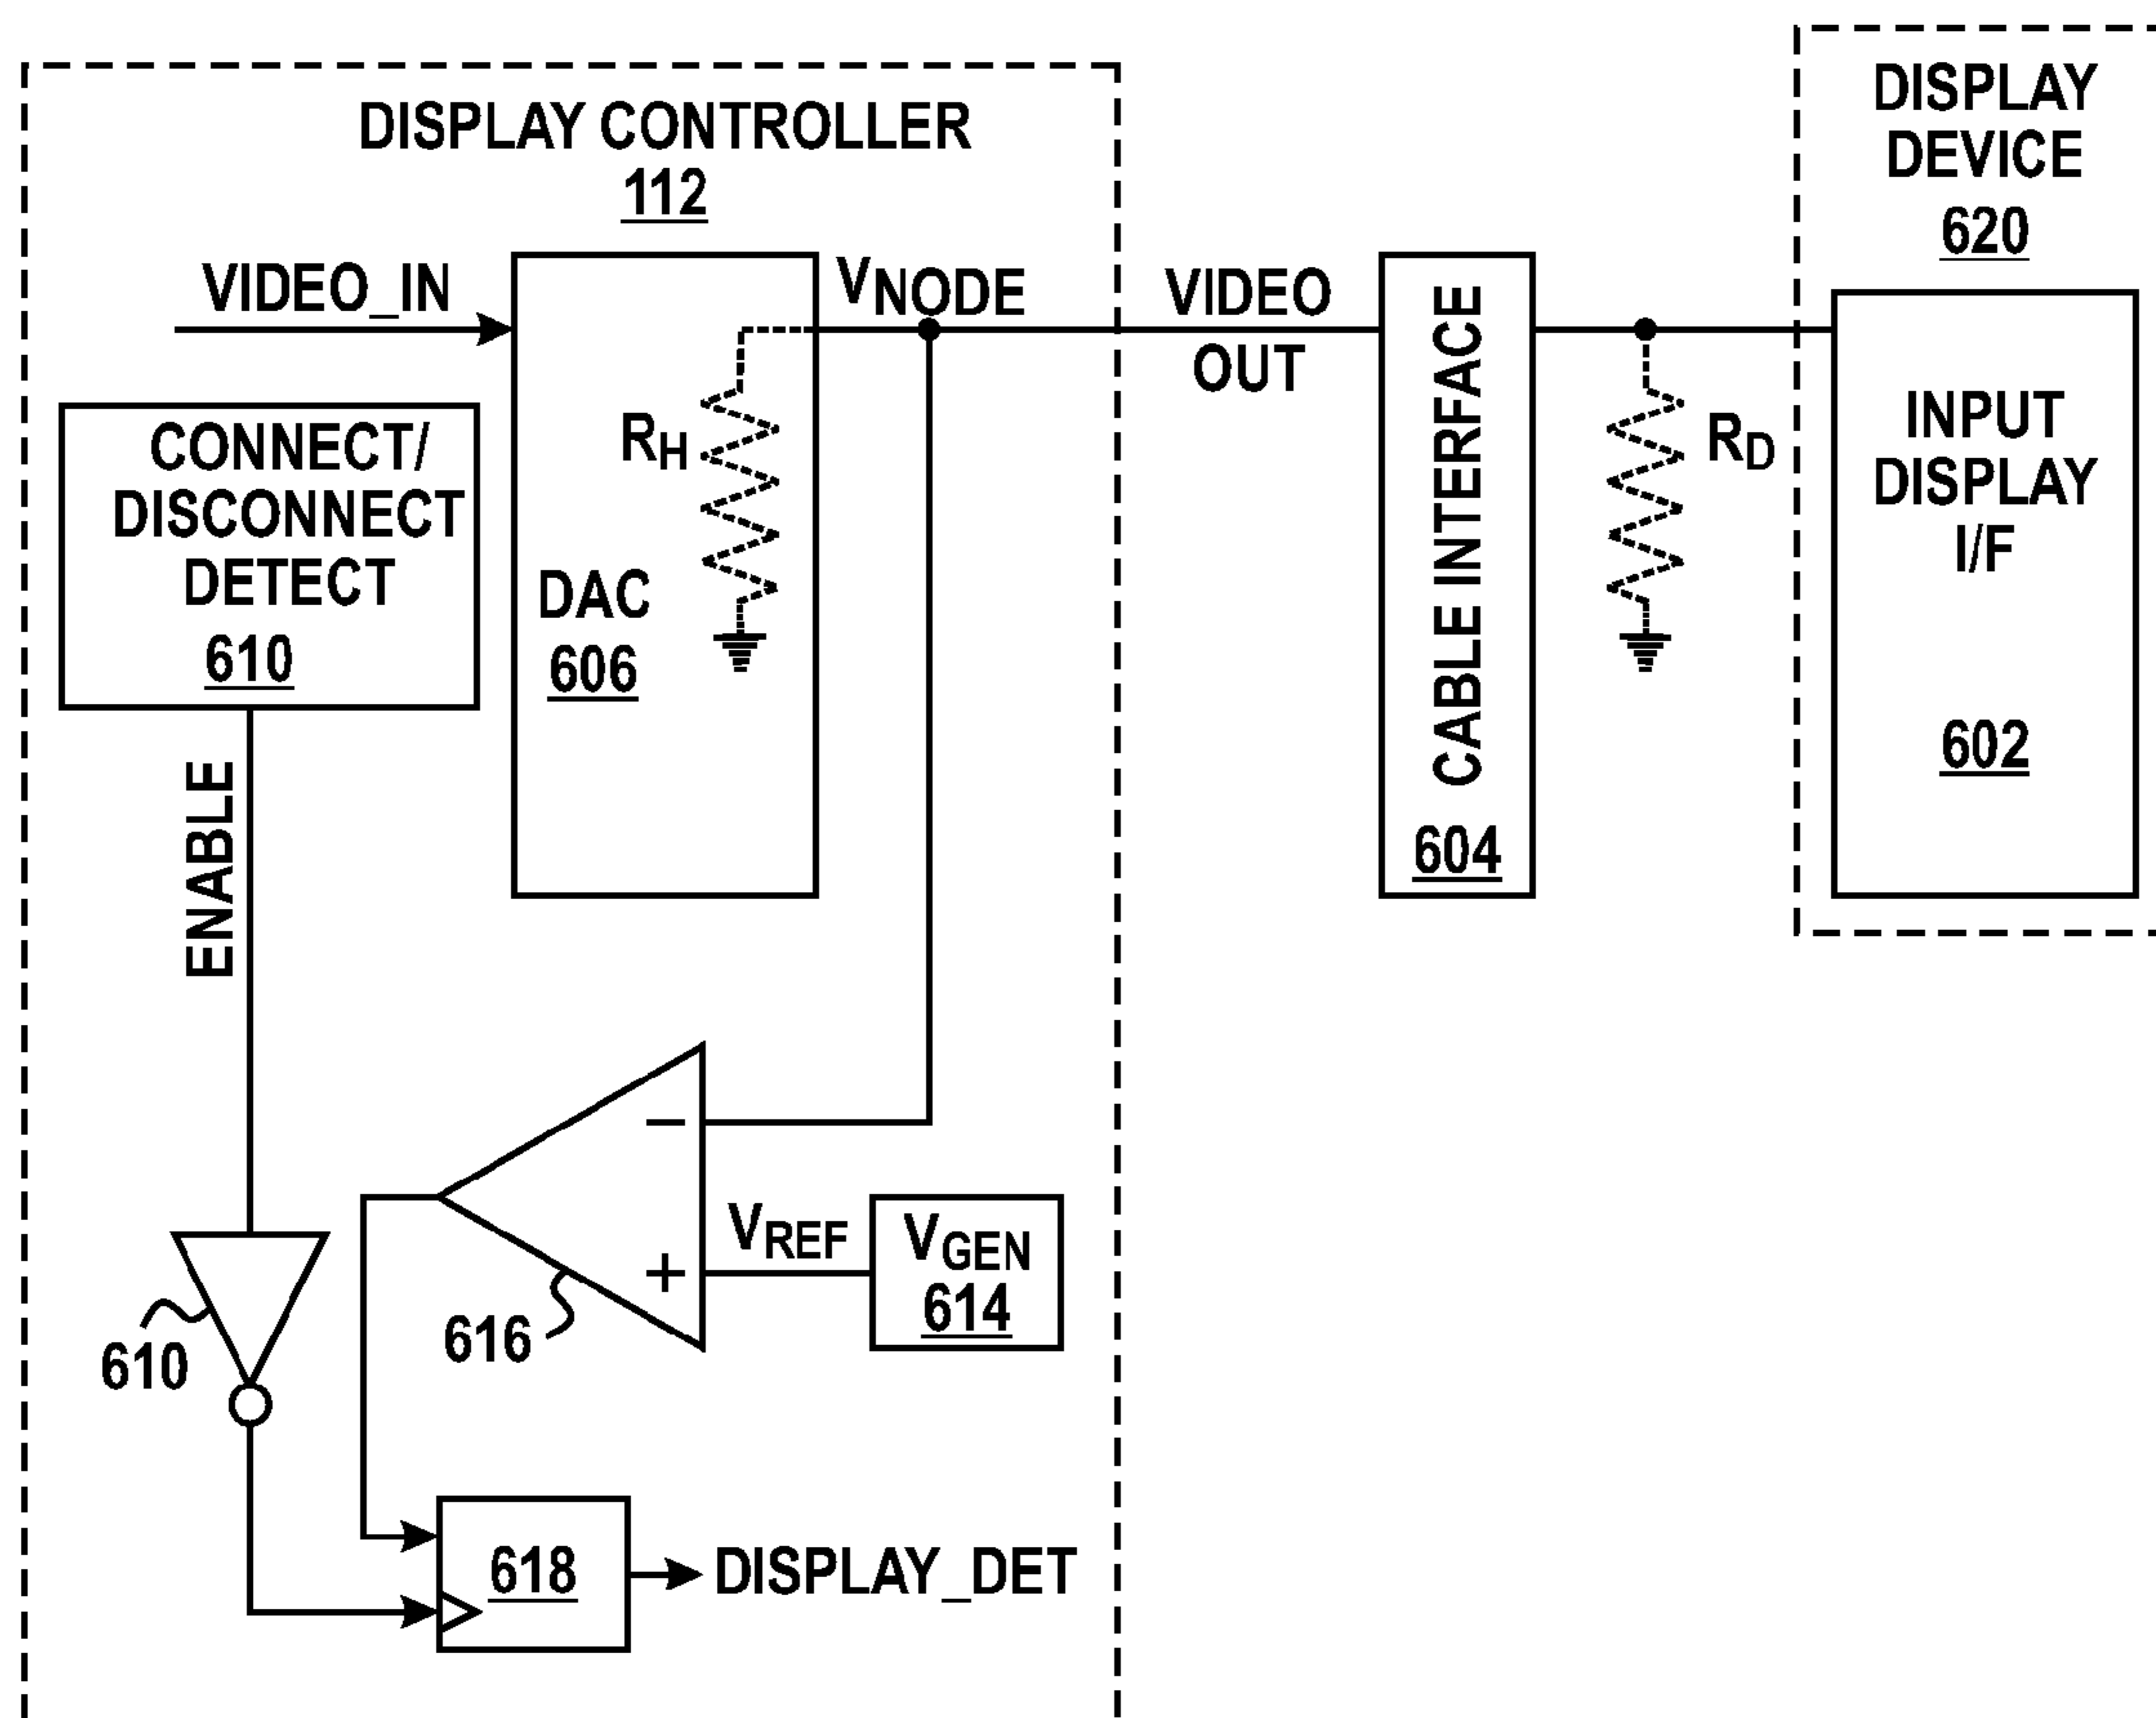 DISPLAY CONTROLLER
112
VIDEO_IN
VNODE
VIDEO
OUT
DISPLAY
DEVICE
620
CONNECT/
DISCONNECT
DETECT
610
RH
DAC
606
CABLE INTERFACE
604
RD
INPUT
DISPLAY
I/F
602
ENABLE
−
+
VREF
VGEN
614
616
610
618
DISPLAY_DET